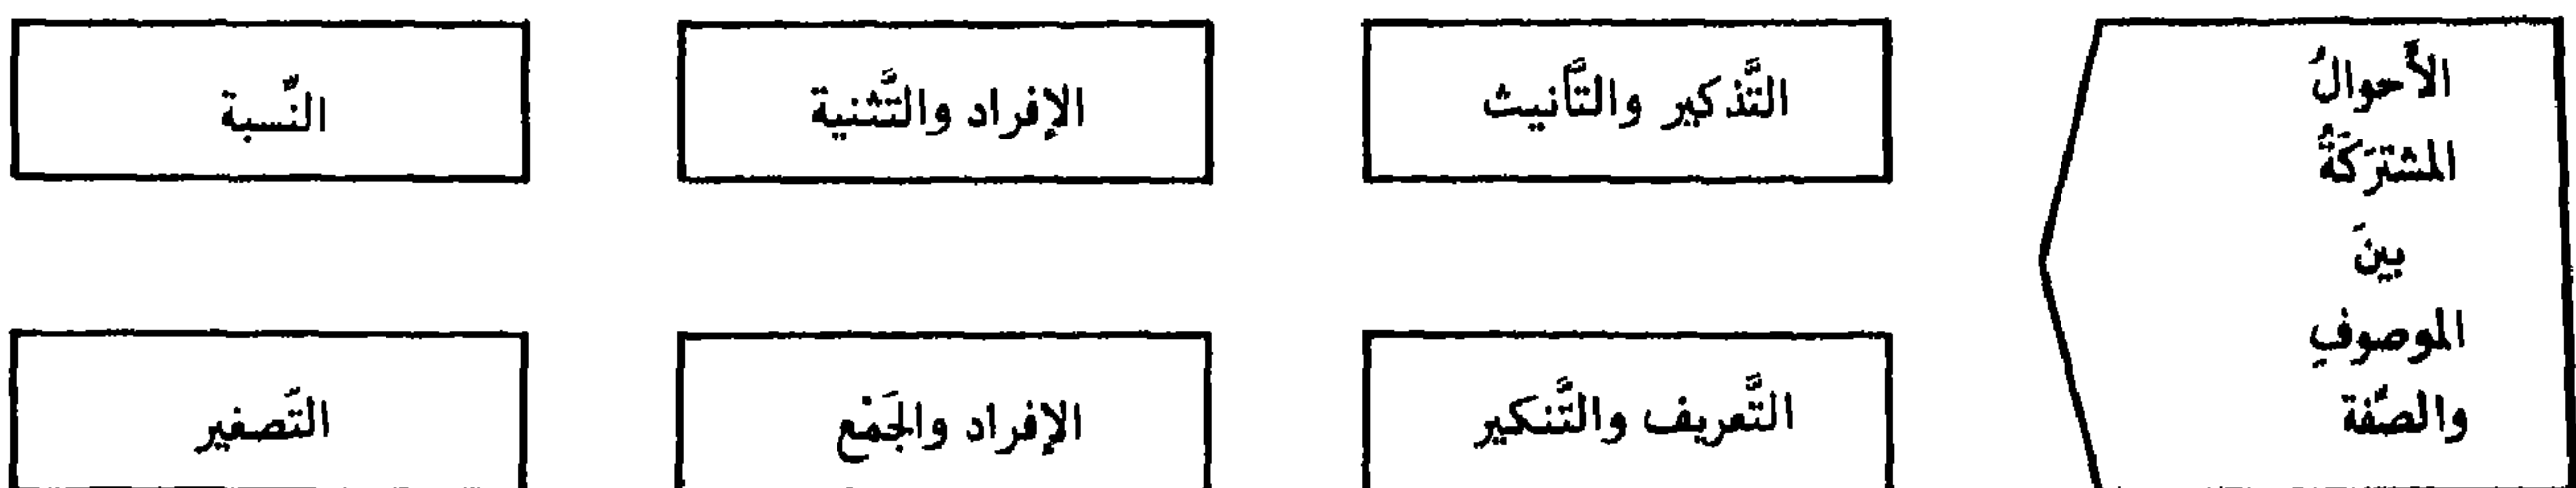 الأَحوالُ
المشترَكَةُ
بينَ
الموصوفِ
والصِّفة
التَّذكير والتَّأنيث
الإفراد والتَّثنية
النِّسبة
التَّعريف والتَّنكير
الإفراد والجَمْع
التَّصغير